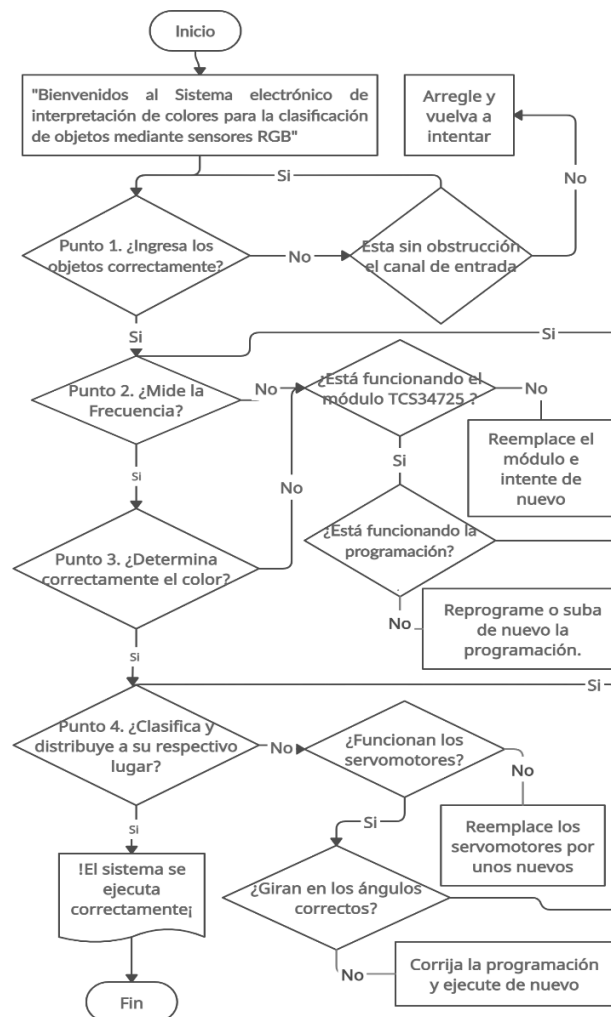 Inicio
"Bienvenidos al Sistema electrónico de
interpretación de colores para la clasificación
de objetos mediante sensores RGB"
Arregle y
vuelva a
intentar
Si
No
Punto 1. ¿Ingresa los
objetos correctamente?
No
Esta sin obstrucción
el canal de entrada
Si
Si
Punto 2. ¿Mide la
Frecuencia?
No
¿Está funcionando el
módulo TCS34725 ?
No
Reemplace el
módulo e
intente de
nuevo
Si
Si
No
¿Está funcionando la
programación?
Punto 3. ¿Determina
correctamente el color?
No
Reprograme o suba
de nuevo la
programación.
Si
Si
Punto 4. ¿Clasifica y
distribuye a su respectivo
lugar?
No
¿Funcionan los
servomotores?
No
Reemplace los
servomotores por
unos nuevos
Si
Si
!El sistema se
ejecuta
correctamente¡
¿Giran en los ángulos
correctos?
No
Corrija la programación
y ejecute de nuevo
Fin